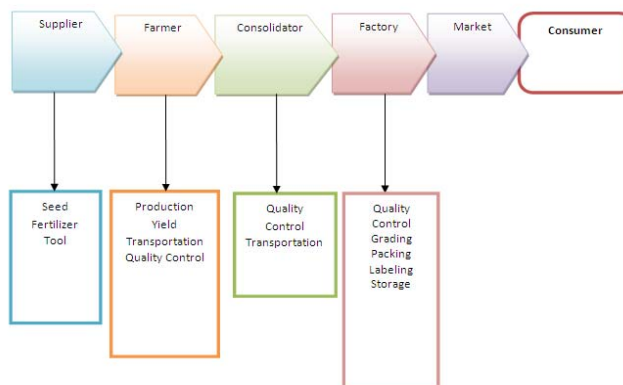 Supplier
Farmer
Consolidator
Factory
Market
Consumer
Seed
Fertilizer
Tool
Production
Yield
Transportation
Quality Control
Quality
Control
Transportation
Quality
Control
Grading
Packing
Labeling
Storage